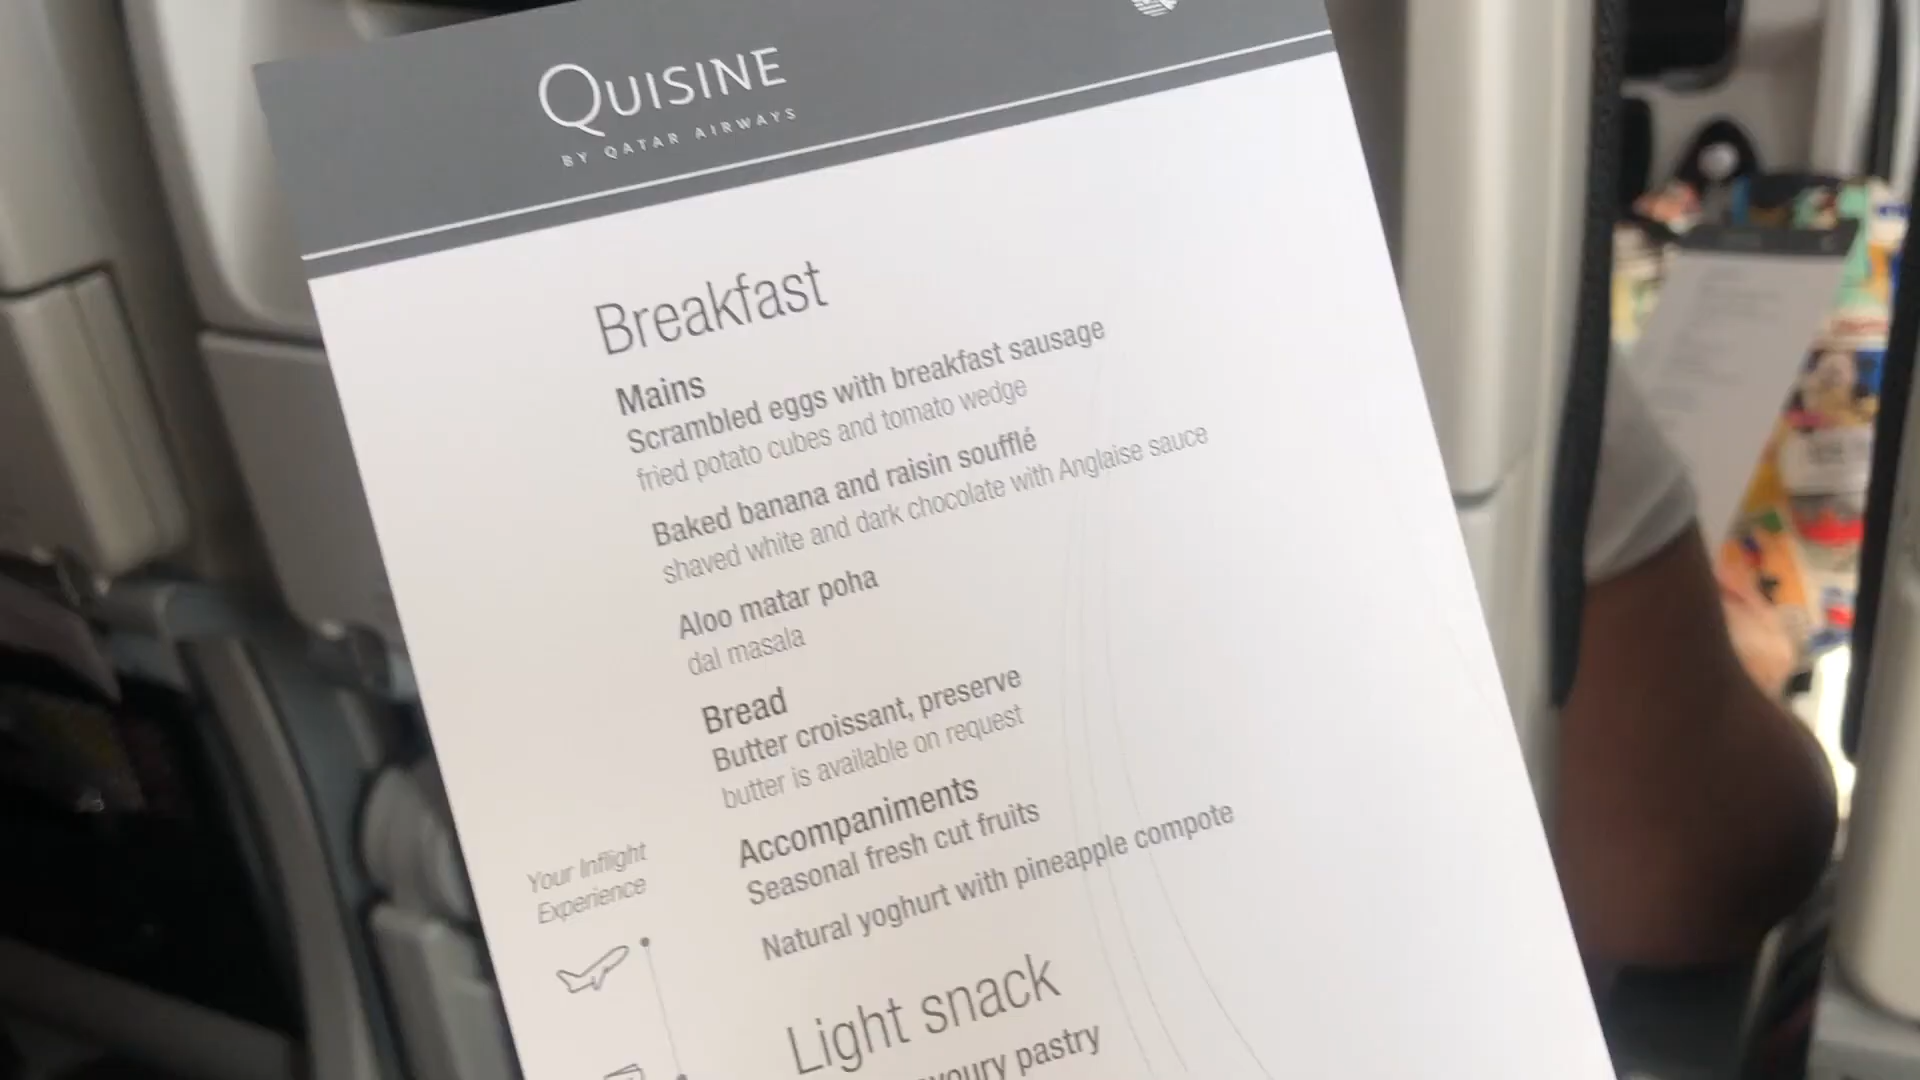 QUISINE
BY QATAR AIRWAYS
Breakfast
Mains
Scrambled eggs with breakfast sausage
fried potato cubes and tomato wedge
Baked banana and raisin soufflé
shaved white and dark chocolate with Anglaise sauce
Aloo matar poha
dal masala
Bread
Butter croissant, preserve
butter is available on request
Accompaniments
Seasonal fresh cut fruits
Natural yoghurt with pineapple compote
Your Inflight
Experience
Light snack
pastry